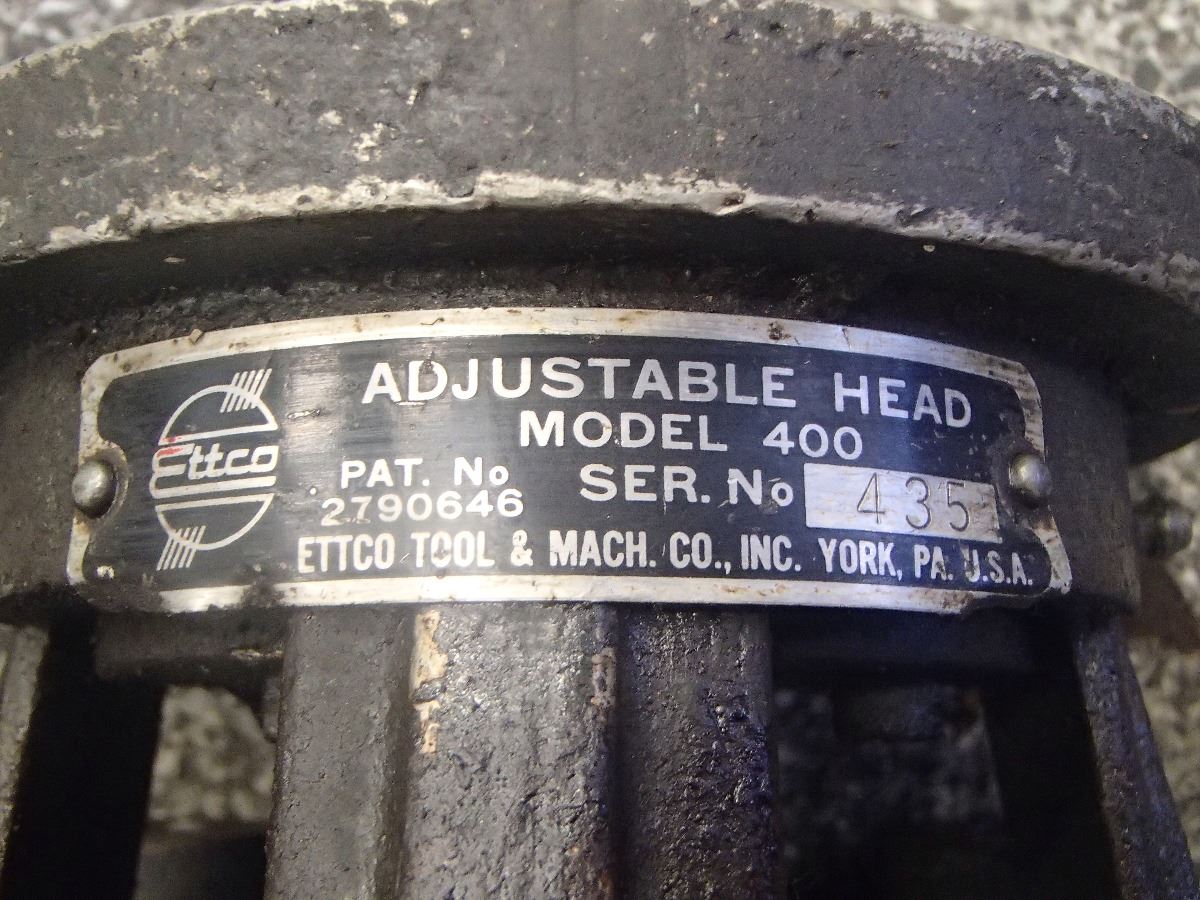 ADJUSTABLE HEAD
MODEL 400
Ettco
PAT. No
2790646
SER. No 435
ETTCO TOOL & MACH. CO., INC. YORK, PA. U.S.A.